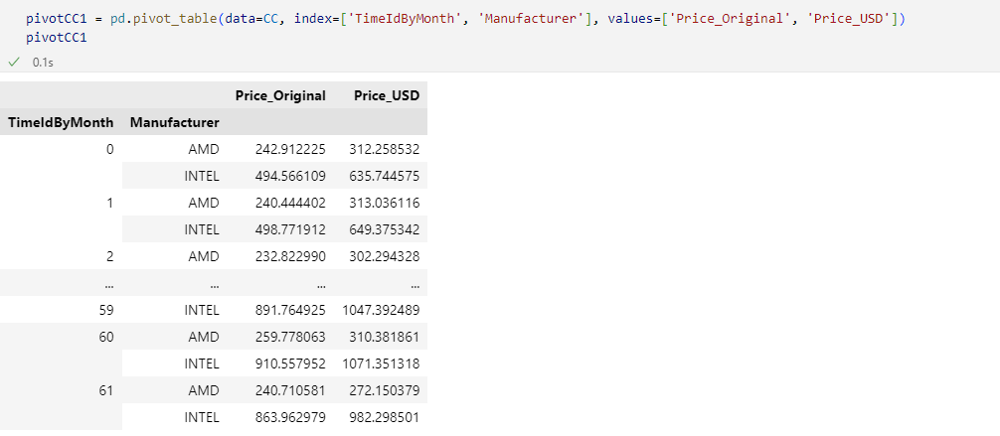 pivotCC1 = pd.pivot_table(data=CC, index=['TimeIdByMonth', 'Manufacturer'], values=['Price_Original', 'Price_USD'])
pivotCC1
0.1s
Price_Original Price_USD
TimeIdByMonth Manufacturer
0 AMD 242.912225 312.258532
INTEL 494.566109 635.744575
1 AMD 240.444402 313.036116
INTEL 498.771912 649.375342
2 AMD 232.822990 302.294328
... ... ... ...
59 INTEL 891.764925 1047.392489
60 AMD 259.778063 310.381861
INTEL 910.557952 1071.351318
61 AMD 240.710581 272.150379
INTEL 863.962979 982.298501